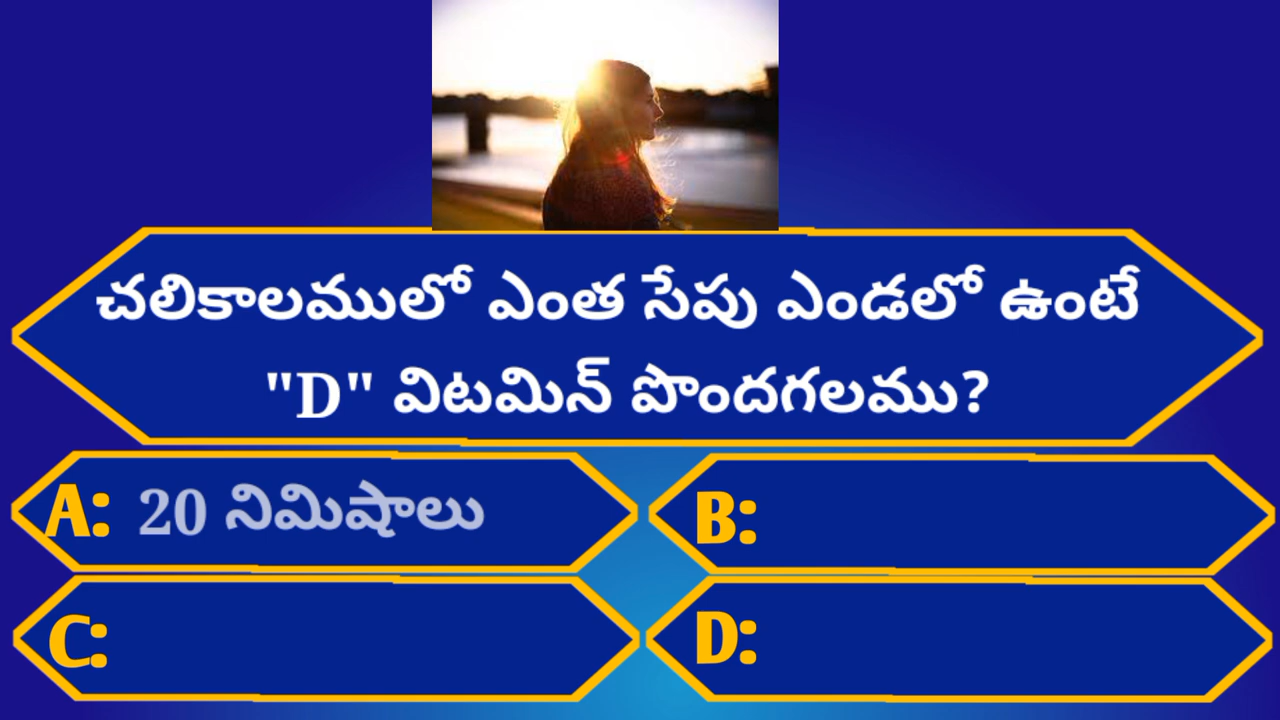 చలికాలములో ఎంత సేపు ఎండలో ఉంటే
"D" విటమిన్ పొందగలము?
A: 20 నిమిషాలు
B:
C:
D: